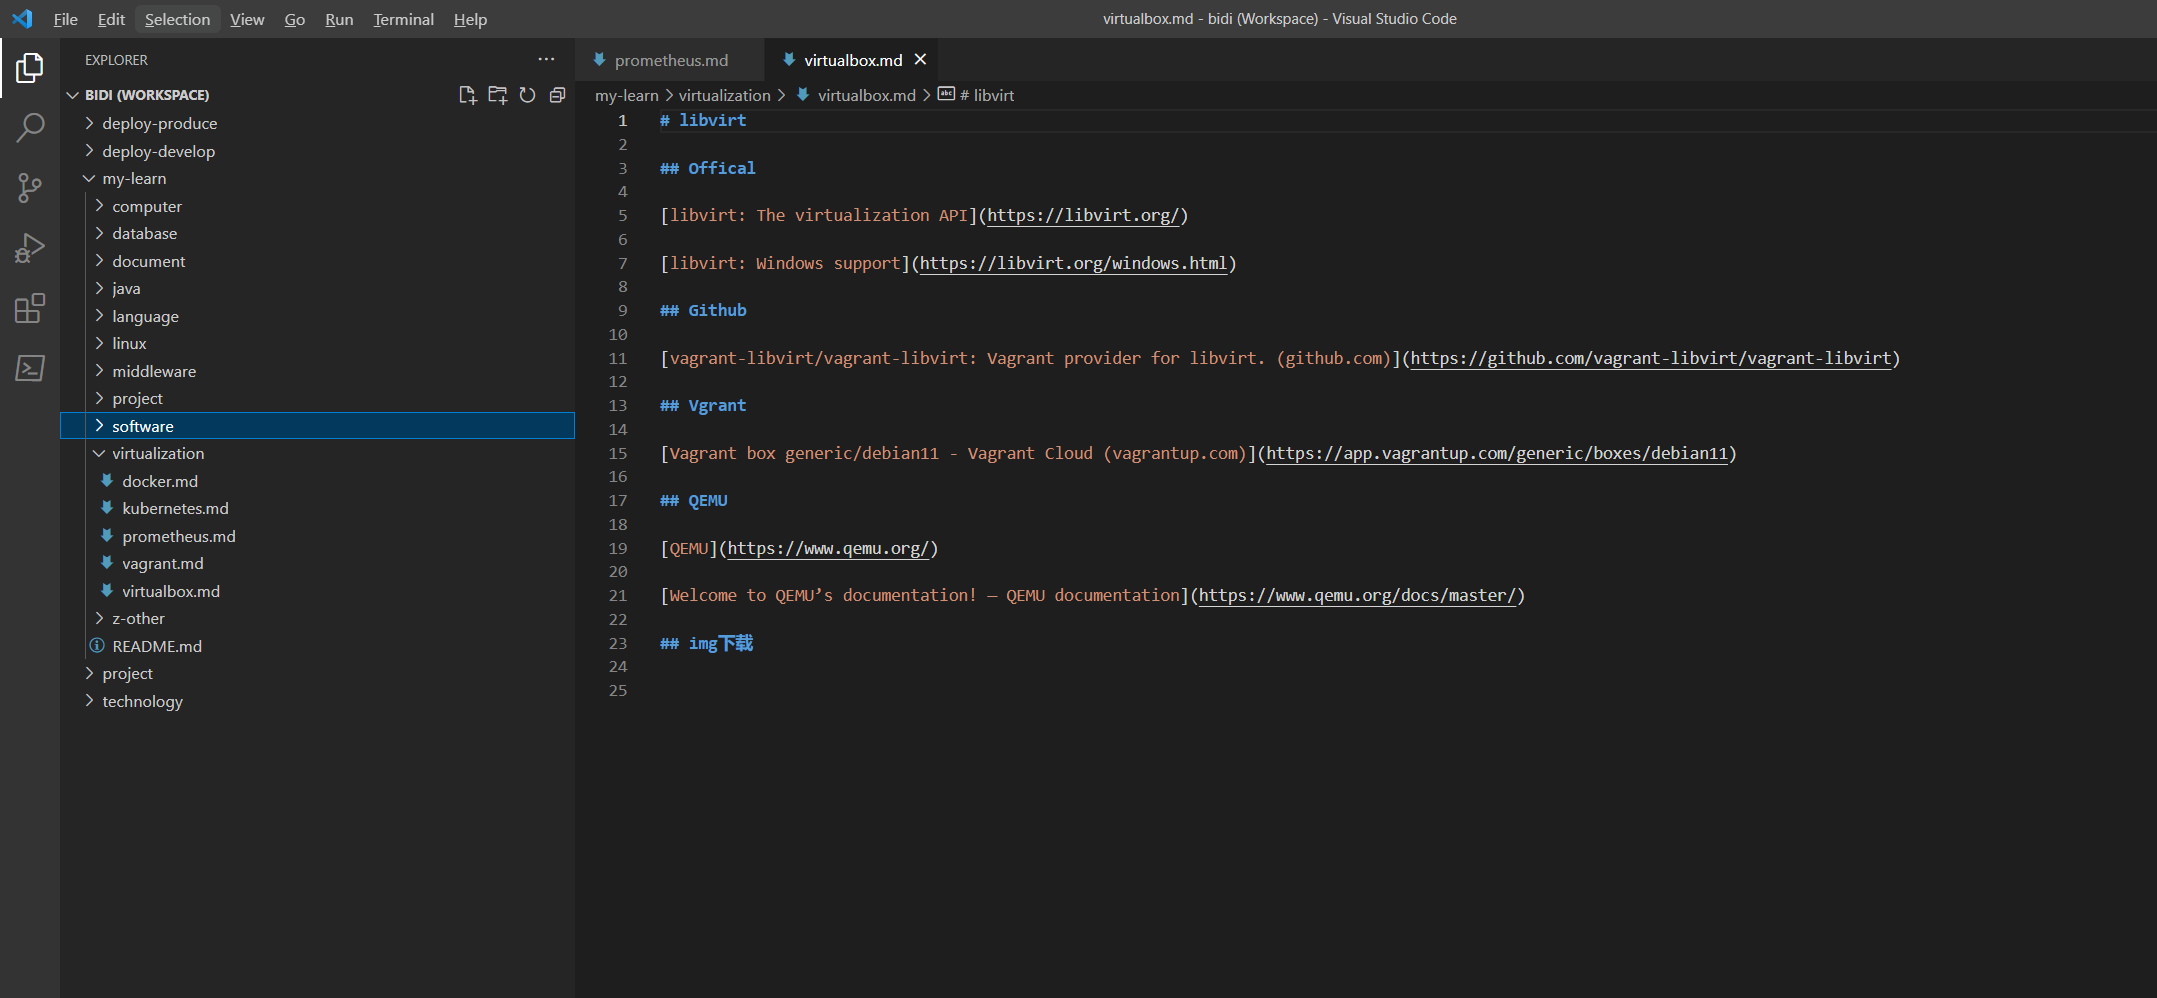 File Edit Selection View Go Run Terminal Help
virtualbox.md - bidi (Workspace) - Visual Studio Code
EXPLORER
BIDI (WORKSPACE)
deploy-produce
deploy-develop
my-learn
computer
database
document
java
language
linux
middleware
project
software
virtualization
docker.md
kubernetes.md
prometheus.md
vagrant.md
virtualbox.md
z-other
README.md
project
technology
prometheus.md virtualbox.md
my-learn > virtualization > virtualbox.md > abc # libvirt
1 # libvirt
2
3 ## Offical
4
5 [libvirt: The virtualization API](https://libvirt.org/)
6
7 [libvirt: Windows support](https://libvirt.org/windows.html)
8
9 ## Github
10
11 [vagrant-libvirt/vagrant-libvirt: Vagrant provider for libvirt. (github.com)](https://github.com/vagrant-libvirt/vagrant-libvirt)
12
13 ## Vgrant
14
15 [Vagrant box generic/debian11 - Vagrant Cloud (vagrantup.com)](https://app.vagrantup.com/generic/boxes/debian11)
16
17 ## QEMU
18
19 [QEMU](https://www.qemu.org/)
20
21 [Welcome to QEMU’s documentation! — QEMU documentation](https://www.qemu.org/docs/master/)
22
23 ## img下载
24
25